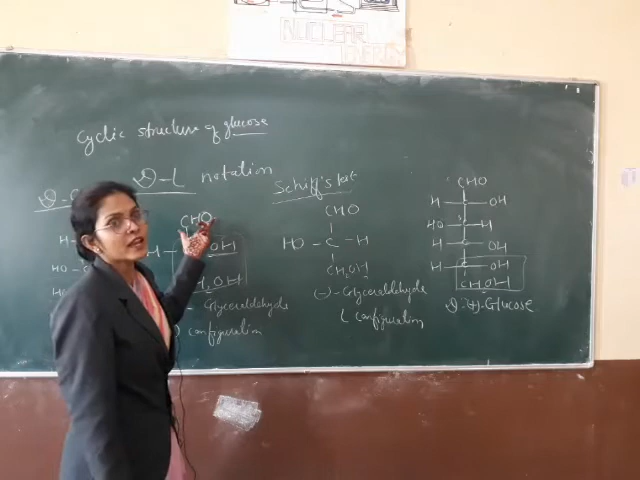 NUCLEAR
ENERGY
Cyclic structure of glucose
D-L notation
Schiff's test
CHO
OH
H
CH₂OH
Glyceraldehyde
configuration
CHO
HO - C - H
CH₂OH
(-) - Glyceraldehyde
L configuration
CHO
H OH
HO H
H OH
H OH
CH₂OH
D-(+)-Glucose
H
HO